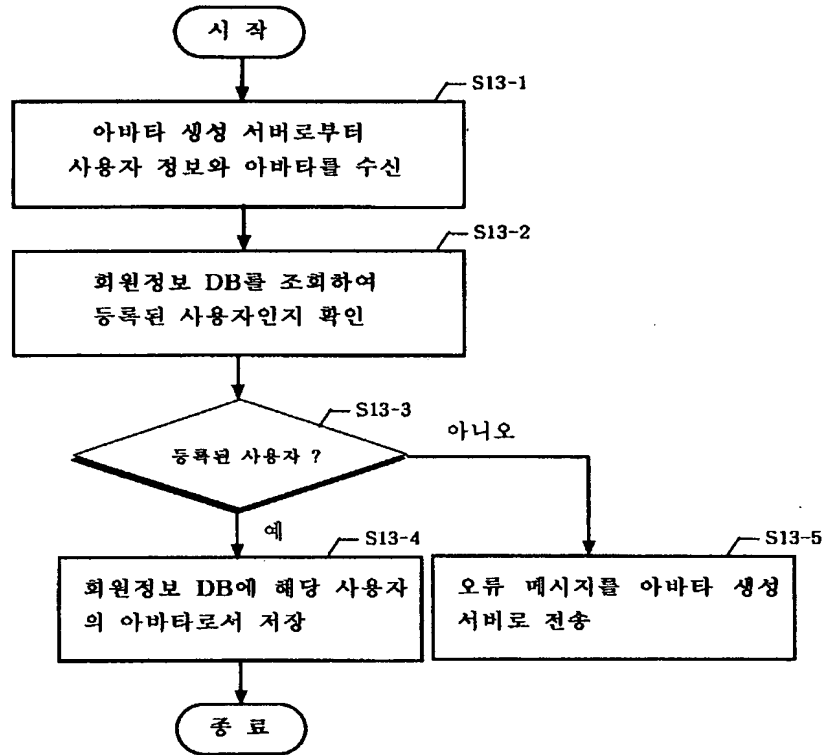 시 작
S13-1
아바타 생성 서버로부터
사용자 정보와 아바타를 수신
S13-2
회원정보 DB를 조회하여
등록된 사용자인지 확인
S13-3
등록된 사용자 ?
아니오
예
S13-4
회원정보 DB에 해당 사용자
의 아바타로서 저장
S13-5
오류 메시지를 아바타 생성
서버로 전송
종 료